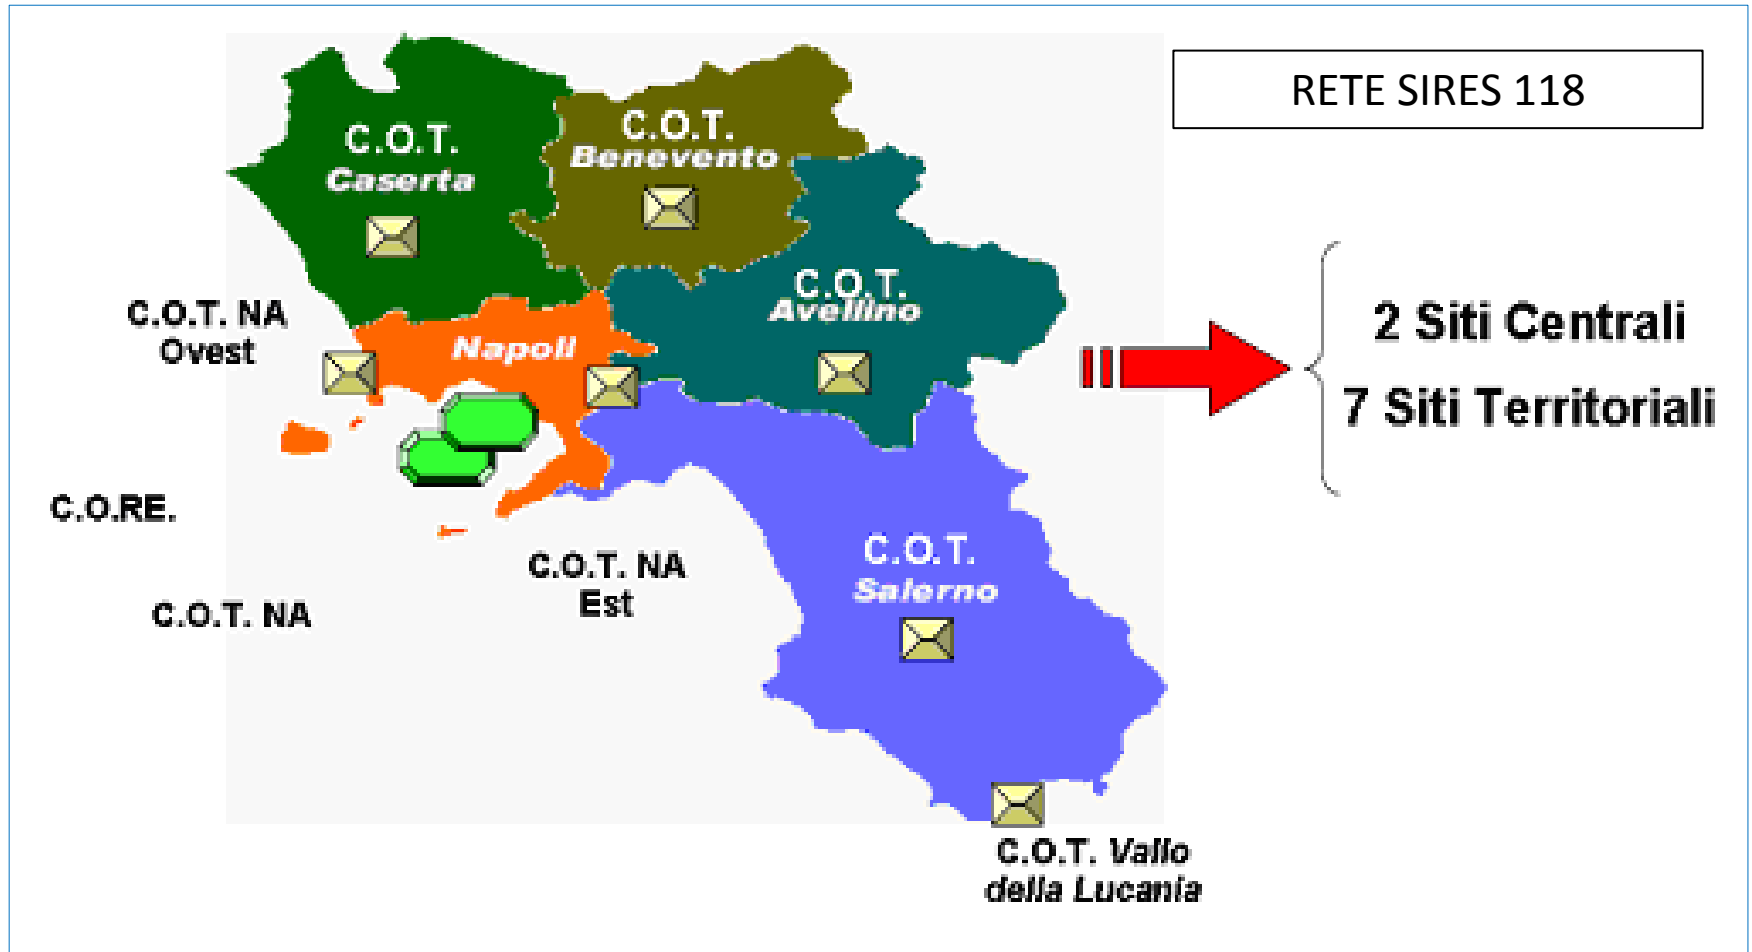 RETE SIRES 118
C.O.T.
Caserta
C.O.T.
Benevento
C.O.T.
Avellino
C.O.T. NA
Ovest
Napoli
2 Siti Centrali
7 Siti Territoriali
C.O.RE.
C.O.T. NA
C.O.T. NA
Est
C.O.T.
Salerno
C.O.T. Vallo
della Lucania